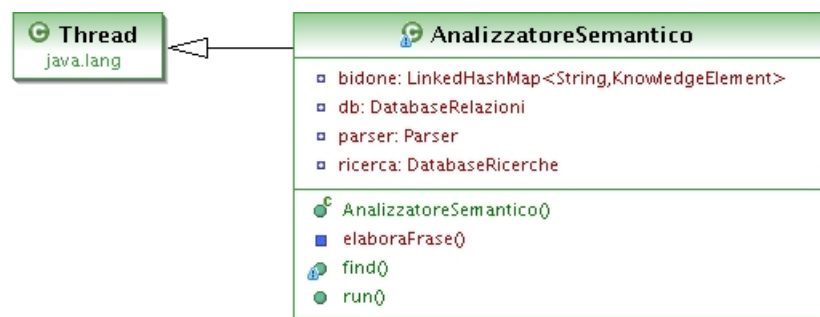 Thread
java.lang
AnalizzatoreSemantico
bidone: LinkedHashMap<String,KnowledgeElement>
db: DatabaseRelazioni
parser: Parser
ricerca: DatabaseRicerche
AnalizzatoreSemantico()
elaboraFrase()
find()
run()